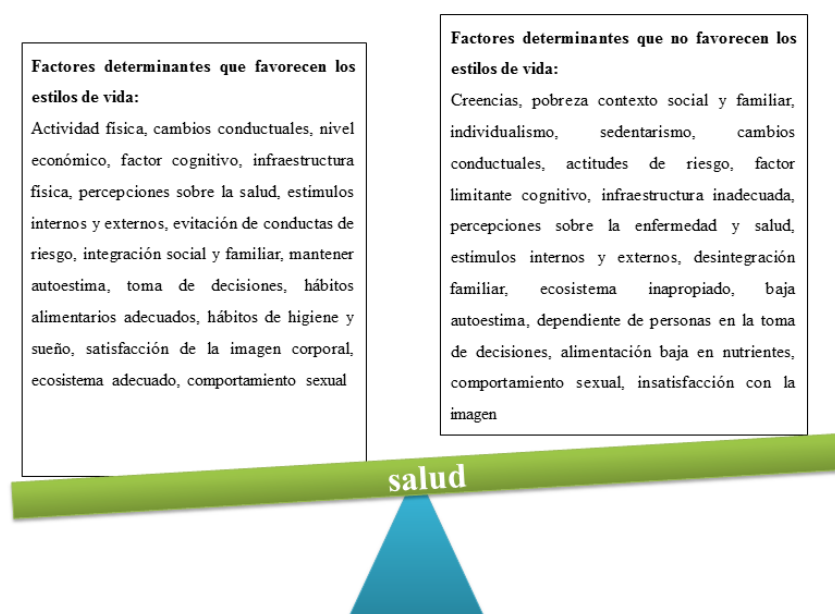 Factores determinantes que favorecen los
estilos de vida:
Actividad física, cambios conductuales, nivel
económico, factor cognitivo, infraestructura
física, percepciones sobre la salud, estímulos
internos y externos, evitación de conductas de
riesgo, integración social y familiar, mantener
autoestima, toma de decisiones, hábitos
alimentarios adecuados, hábitos de higiene y
sueño, satisfacción de la imagen corporal,
ecosistema adecuado, comportamiento sexual
Factores determinantes que no favorecen los
estilos de vida:
Creencias, pobreza contexto social y familiar,
individualismo, sedentarismo, cambios
conductuales, actitudes de riesgo, factor
limitante cognitivo, infraestructura inadecuada,
percepciones sobre la enfermedad y salud,
estimulos internos y externos, desintegración
familiar, ecosistema inapropiado, baja
autoestima, dependiente de personas en la toma
de decisiones, alimentación baja en nutrientes,
comportamiento sexual, insatisfacción con la
imagen
salud